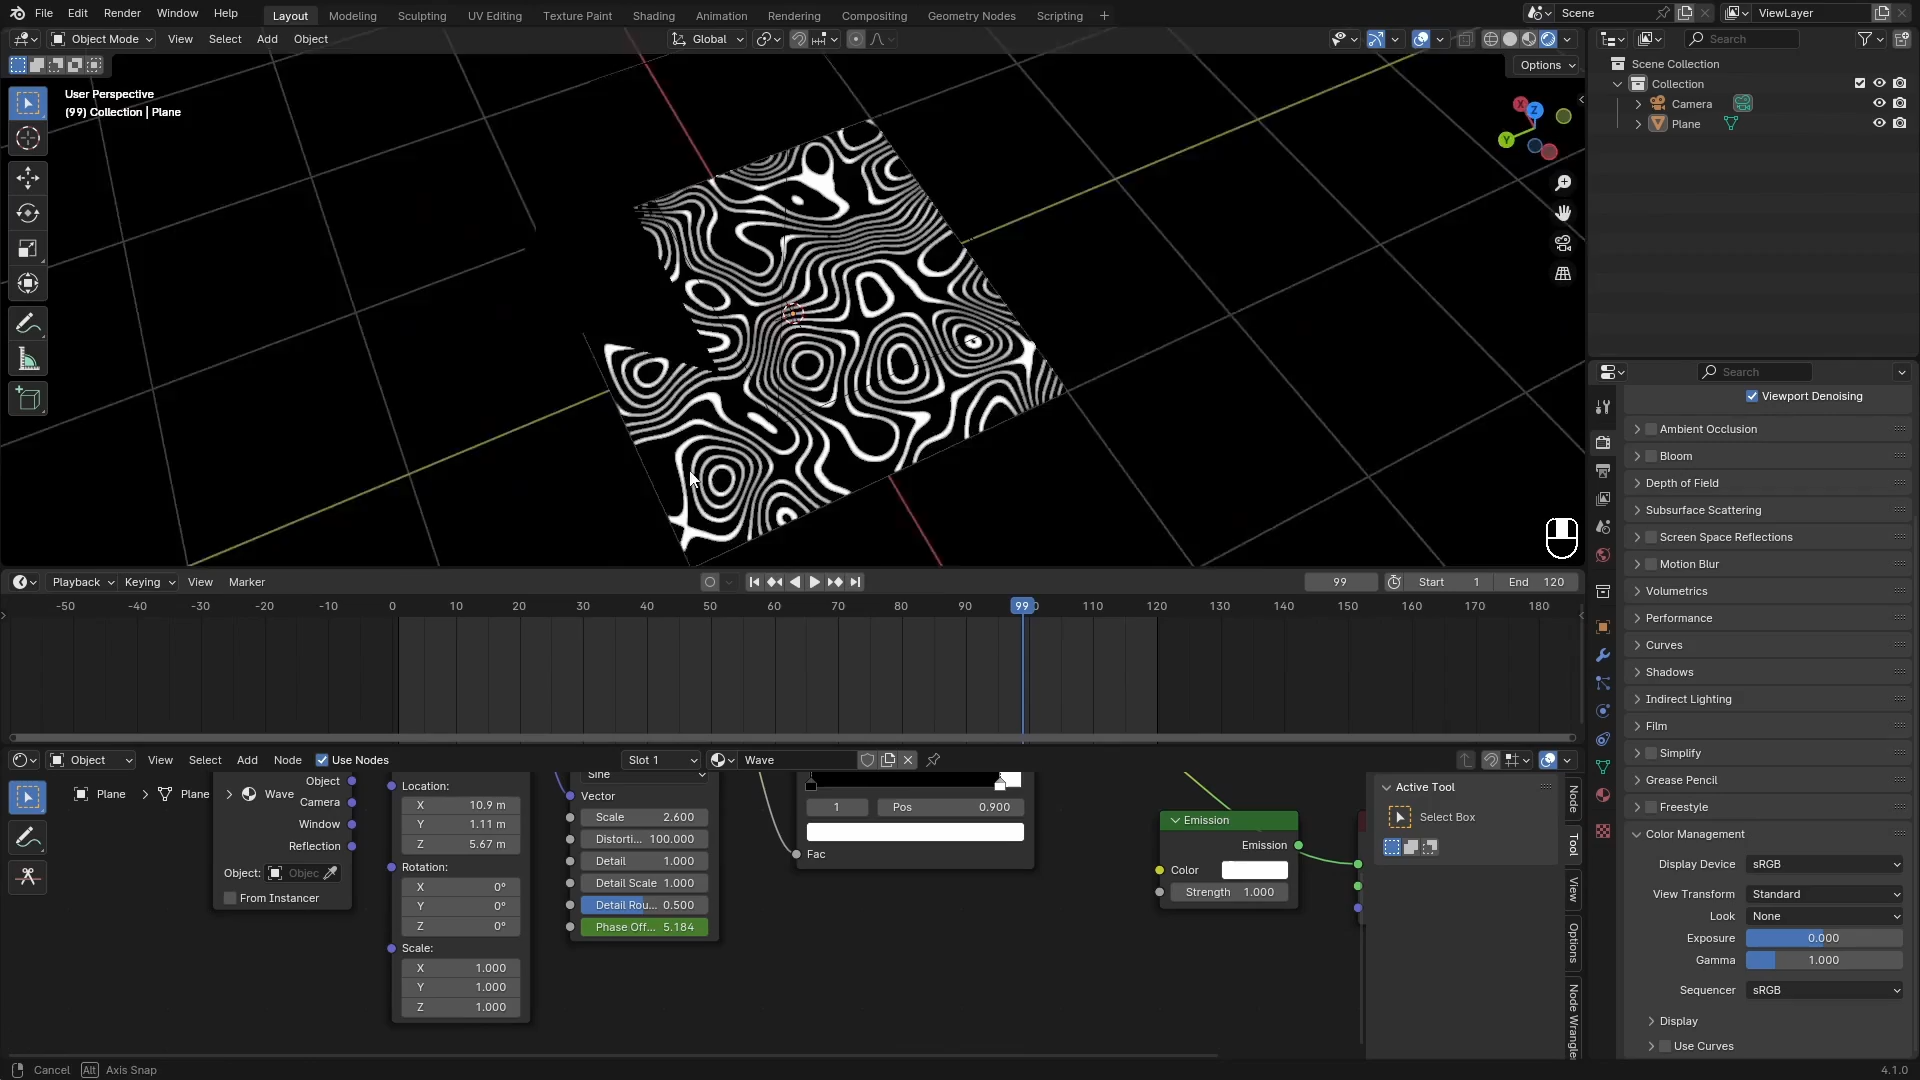 File Edit Render Window Help Layout Modeling Sculpting UV Editing Texture Paint Shading Animation Rendering Compositing Geometry Nodes Scripting + Scene ViewLayer
Object Mode View Select Add Object Global Search
Options
User Perspective
(99) Collection | Plane
X Z Y
Scene Collection
Collection
Camera
Plane
Search
Viewport Denoising
Ambient Occlusion
Bloom
Depth of Field
Subsurface Scattering
Screen Space Reflections
Motion Blur
Volumetrics
Performance
Curves
Shadows
Indirect Lighting
Film
Simplify
Grease Pencil
Freestyle
Color Management
Display Device sRGB
View Transform Standard
Look None
Exposure 0.000
Gamma 1.000
Sequencer sRGB
Display
Use Curves
Playback Keying View Marker 99 Start 1 End 120
-50 -40 -30 -20 -10 0 10 20 30 40 50 60 70 80 90 99 110 120 130 140 150 160 170 180
Object View Select Add Node Use Nodes Slot 1 Wave
Plane Plane Wave
Object
Camera
Window
Reflection
Object: Objec
From Instancer
Location:
X 10.9 m
Y 1.11 m
Z 5.67 m
Rotation:
X 0°
Y 0°
Z 0°
Scale:
X 1.000
Y 1.000
Z 1.000
Sine
Vector
Scale 2.600
Distorti... 100.000
Detail 1.000
Detail Scale 1.000
Detail Rou... 0.500
Phase Off... 5.184
1 Pos 0.900
Fac
Emission
Emission
Color
Strength 1.000
Active Tool
Select Box
Node
Tool
View
Options
Node Wrangle
Cancel Alt Axis Snap 4.1.0